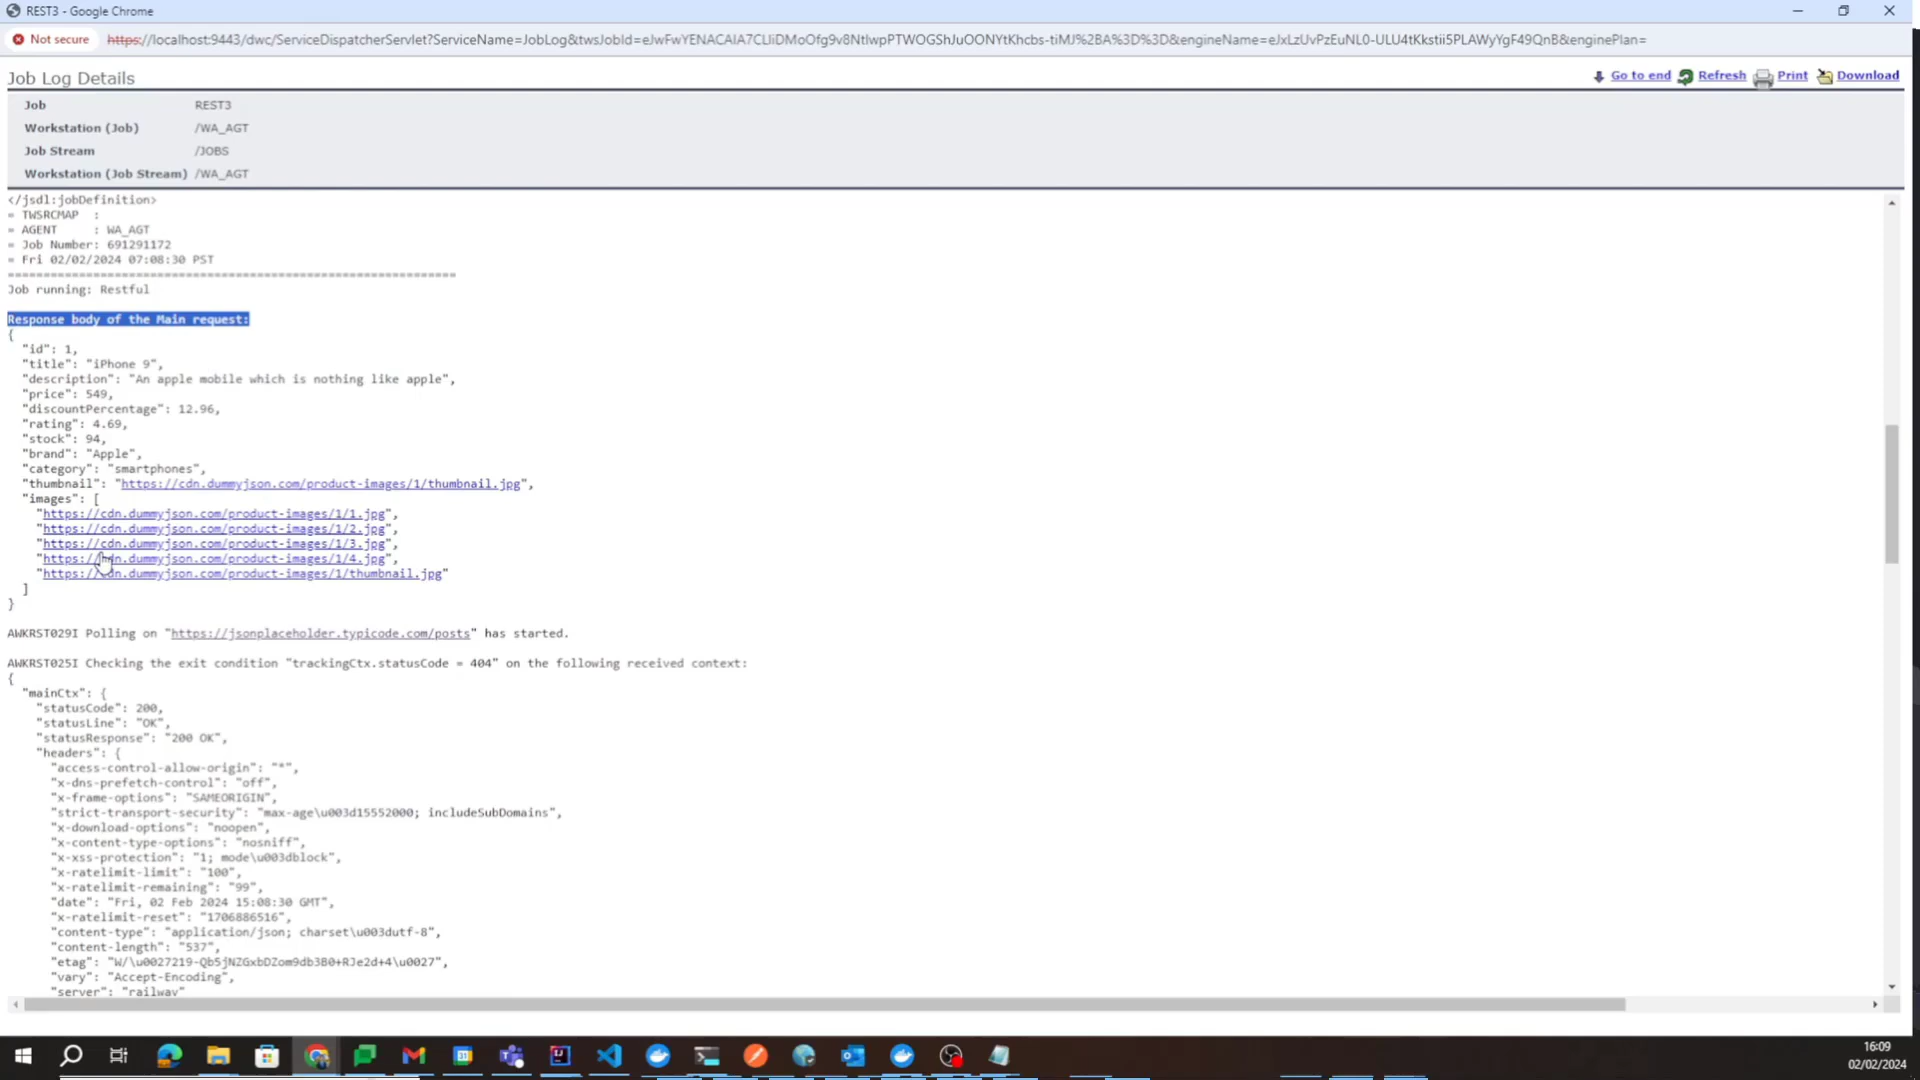 REST3 - Google Chrome
Not secure https://localhost:9443/dwc/ServiceDispatcherServlet?ServiceName=JobLog&twsJobId=eJwFwYENACAIA7CLIiDMoOfg9v8NtIwpPTWOGShJuOONYtKhcbs-tiMJ%2BA%3D%3D&engineName=eJxLzUvPzEuNL0-ULU4tKkstii5PLAWyYgF49QnB&enginePlan=
Job Log Details
Go to end Refresh Print Download
Job REST3
Workstation (Job) /WA_AGT
Job Stream /JOBS
Workstation (Job Stream) /WA_AGT
</jsdl:jobDefinition>
= TWSRCMAP  :
= AGENT     : WA_AGT
= Job Number: 691291172
= Fri 02/02/2024 07:08:30 PST
===============================================================
Job running: Restful
Response body of the Main request:
{
"id": 1,
"title": "iPhone 9",
"description": "An apple mobile which is nothing like apple",
"price": 549,
"discountPercentage": 12.96,
"rating": 4.69,
"stock": 94,
"brand": "Apple",
"category": "smartphones",
"thumbnail": "https://cdn.dummyjson.com/product-images/1/thumbnail.jpg",
"images": [
"https://cdn.dummyjson.com/product-images/1/1.jpg",
"https://cdn.dummyjson.com/product-images/1/2.jpg",
"https://cdn.dummyjson.com/product-images/1/3.jpg",
"https://cdn.dummyjson.com/product-images/1/4.jpg",
"https://cdn.dummyjson.com/product-images/1/thumbnail.jpg"
]
}
AWKRST029I Polling on "https://jsonplaceholder.typicode.com/posts" has started.
AWKRST025I Checking the exit condition "trackingCtx.statusCode = 404" on the following received context:
{
"mainCtx": {
"statusCode": 200,
"statusLine": "OK",
"statusResponse": "200 OK",
"headers": {
"access-control-allow-origin": "*",
"x-dns-prefetch-control": "off",
"x-frame-options": "SAMEORIGIN",
"strict-transport-security": "max-age\u003d15552000; includeSubDomains",
"x-download-options": "noopen",
"x-content-type-options": "nosniff",
"x-xss-protection": "1; mode\u003dblock",
"x-ratelimit-limit": "100",
"x-ratelimit-remaining": "99",
"date": "Fri, 02 Feb 2024 15:08:30 GMT",
"x-ratelimit-reset": "1706886516",
"content-type": "application/json; charset\u003dutf-8",
"content-length": "537",
"etag": "W/\u0027219-Qb5jNZGxbDZom9db3B0+RJe2d+4\u0027",
"vary": "Accept-Encoding",
"server": "railway"
16:09
02/02/2024